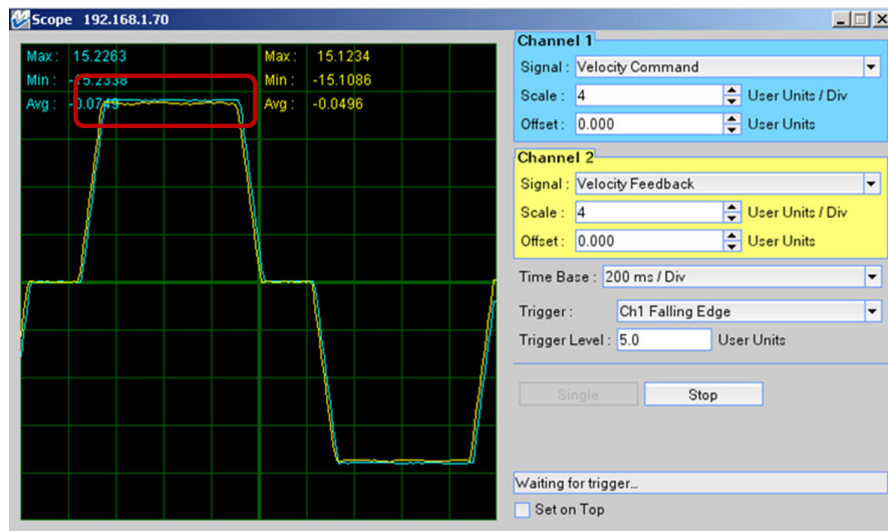 Scope 192.168.1.70
Max : 15.2263 Max : 15.1234
Min : -15.2338 Min : -15.1086
Avg : -0.0749 Avg : -0.0496
Channel 1
Signal : Velocity Command
Scale : 4 User Units / Div
Offset : 0.000 User Units
Channel 2
Signal : Velocity Feedback
Scale : 4 User Units / Div
Offset : 0.000 User Units
Time Base : 200 ms / Div
Trigger : Ch1 Falling Edge
Trigger Level : 5.0 User Units
Single Stop
Waiting for trigger...
Set on Top